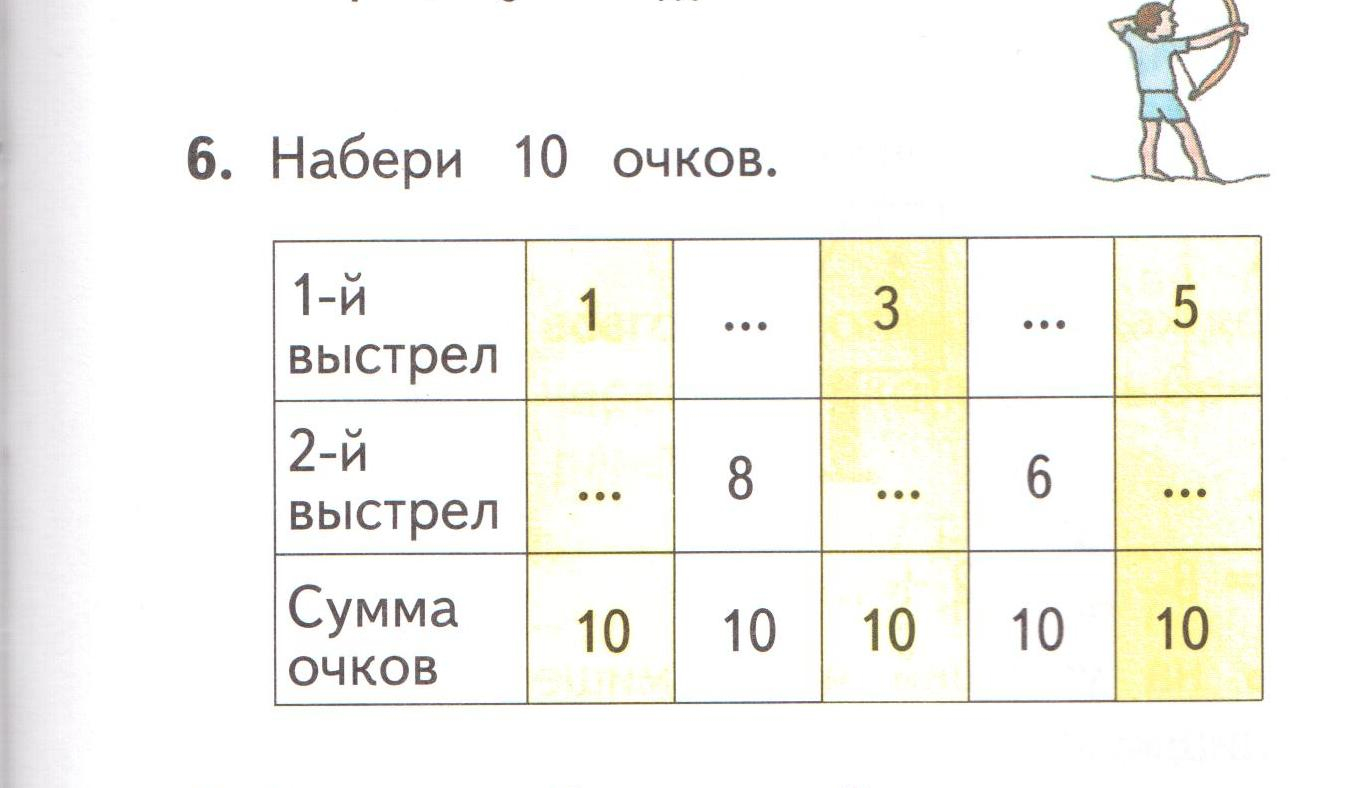 6. Набери 10 очков.
1-й выстрел 1 ... 3 ... 5
2-й выстрел ... 8 ... 6 ...
Сумма очков 10 10 10 10 10